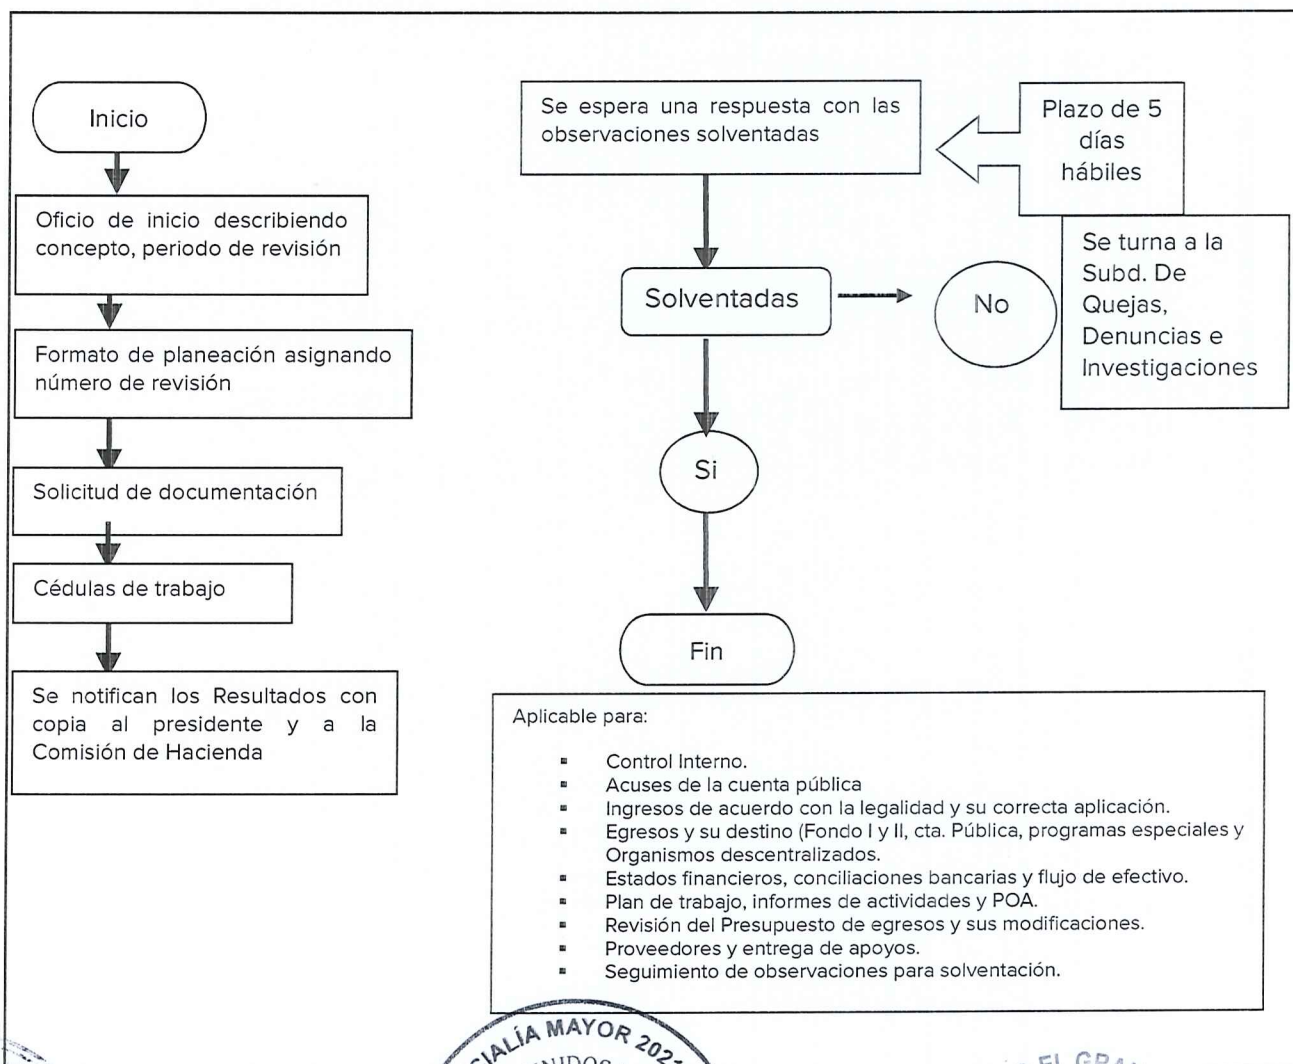 Inicio
Oficio de inicio describiendo
concepto, periodo de revisión
Formato de planeación asignando
número de revisión
Solicitud de documentación
Cédulas de trabajo
Se notifican los Resultados con
copia al presidente y a la
Comisión de Hacienda
Se espera una respuesta con las
observaciones solventadas
Plazo de 5
días
hábiles
Solventadas
No
Se turna a la
Subd. De
Quejas,
Denuncias e
Investigaciones
Si
Fin
Aplicable para:
▪ Control Interno.
▪ Acuses de la cuenta pública
▪ Ingresos de acuerdo con la legalidad y su correcta aplicación.
▪ Egresos y su destino (Fondo I y II, cta. Pública, programas especiales y
Organismos descentralizados.
▪ Estados financieros, conciliaciones bancarias y flujo de efectivo.
▪ Plan de trabajo, informes de actividades y POA.
▪ Revisión del Presupuesto de egresos y sus modificaciones.
▪ Proveedores y entrega de apoyos.
▪ Seguimiento de observaciones para solventación.
MAYOR
EL